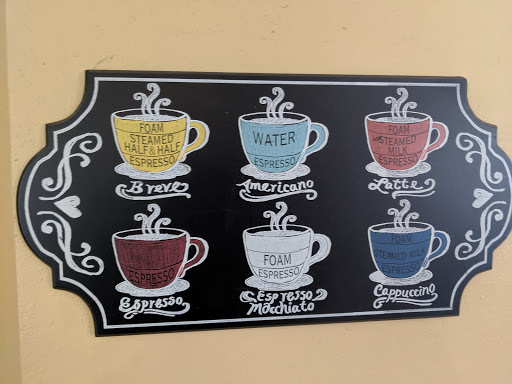 FOAM
STEAMED
HALF & HALF
ESPRESSO
Breve
WATER
ESPRESSO
Americano
FOAM
STEAMED
MILK
ESPRESSO
Latte
ESPRESSO
Espresso
FOAM
ESPRESSO
Espresso
Macchiato
FOAM
STEAMED MILK
ESPRESSO
Cappuccino